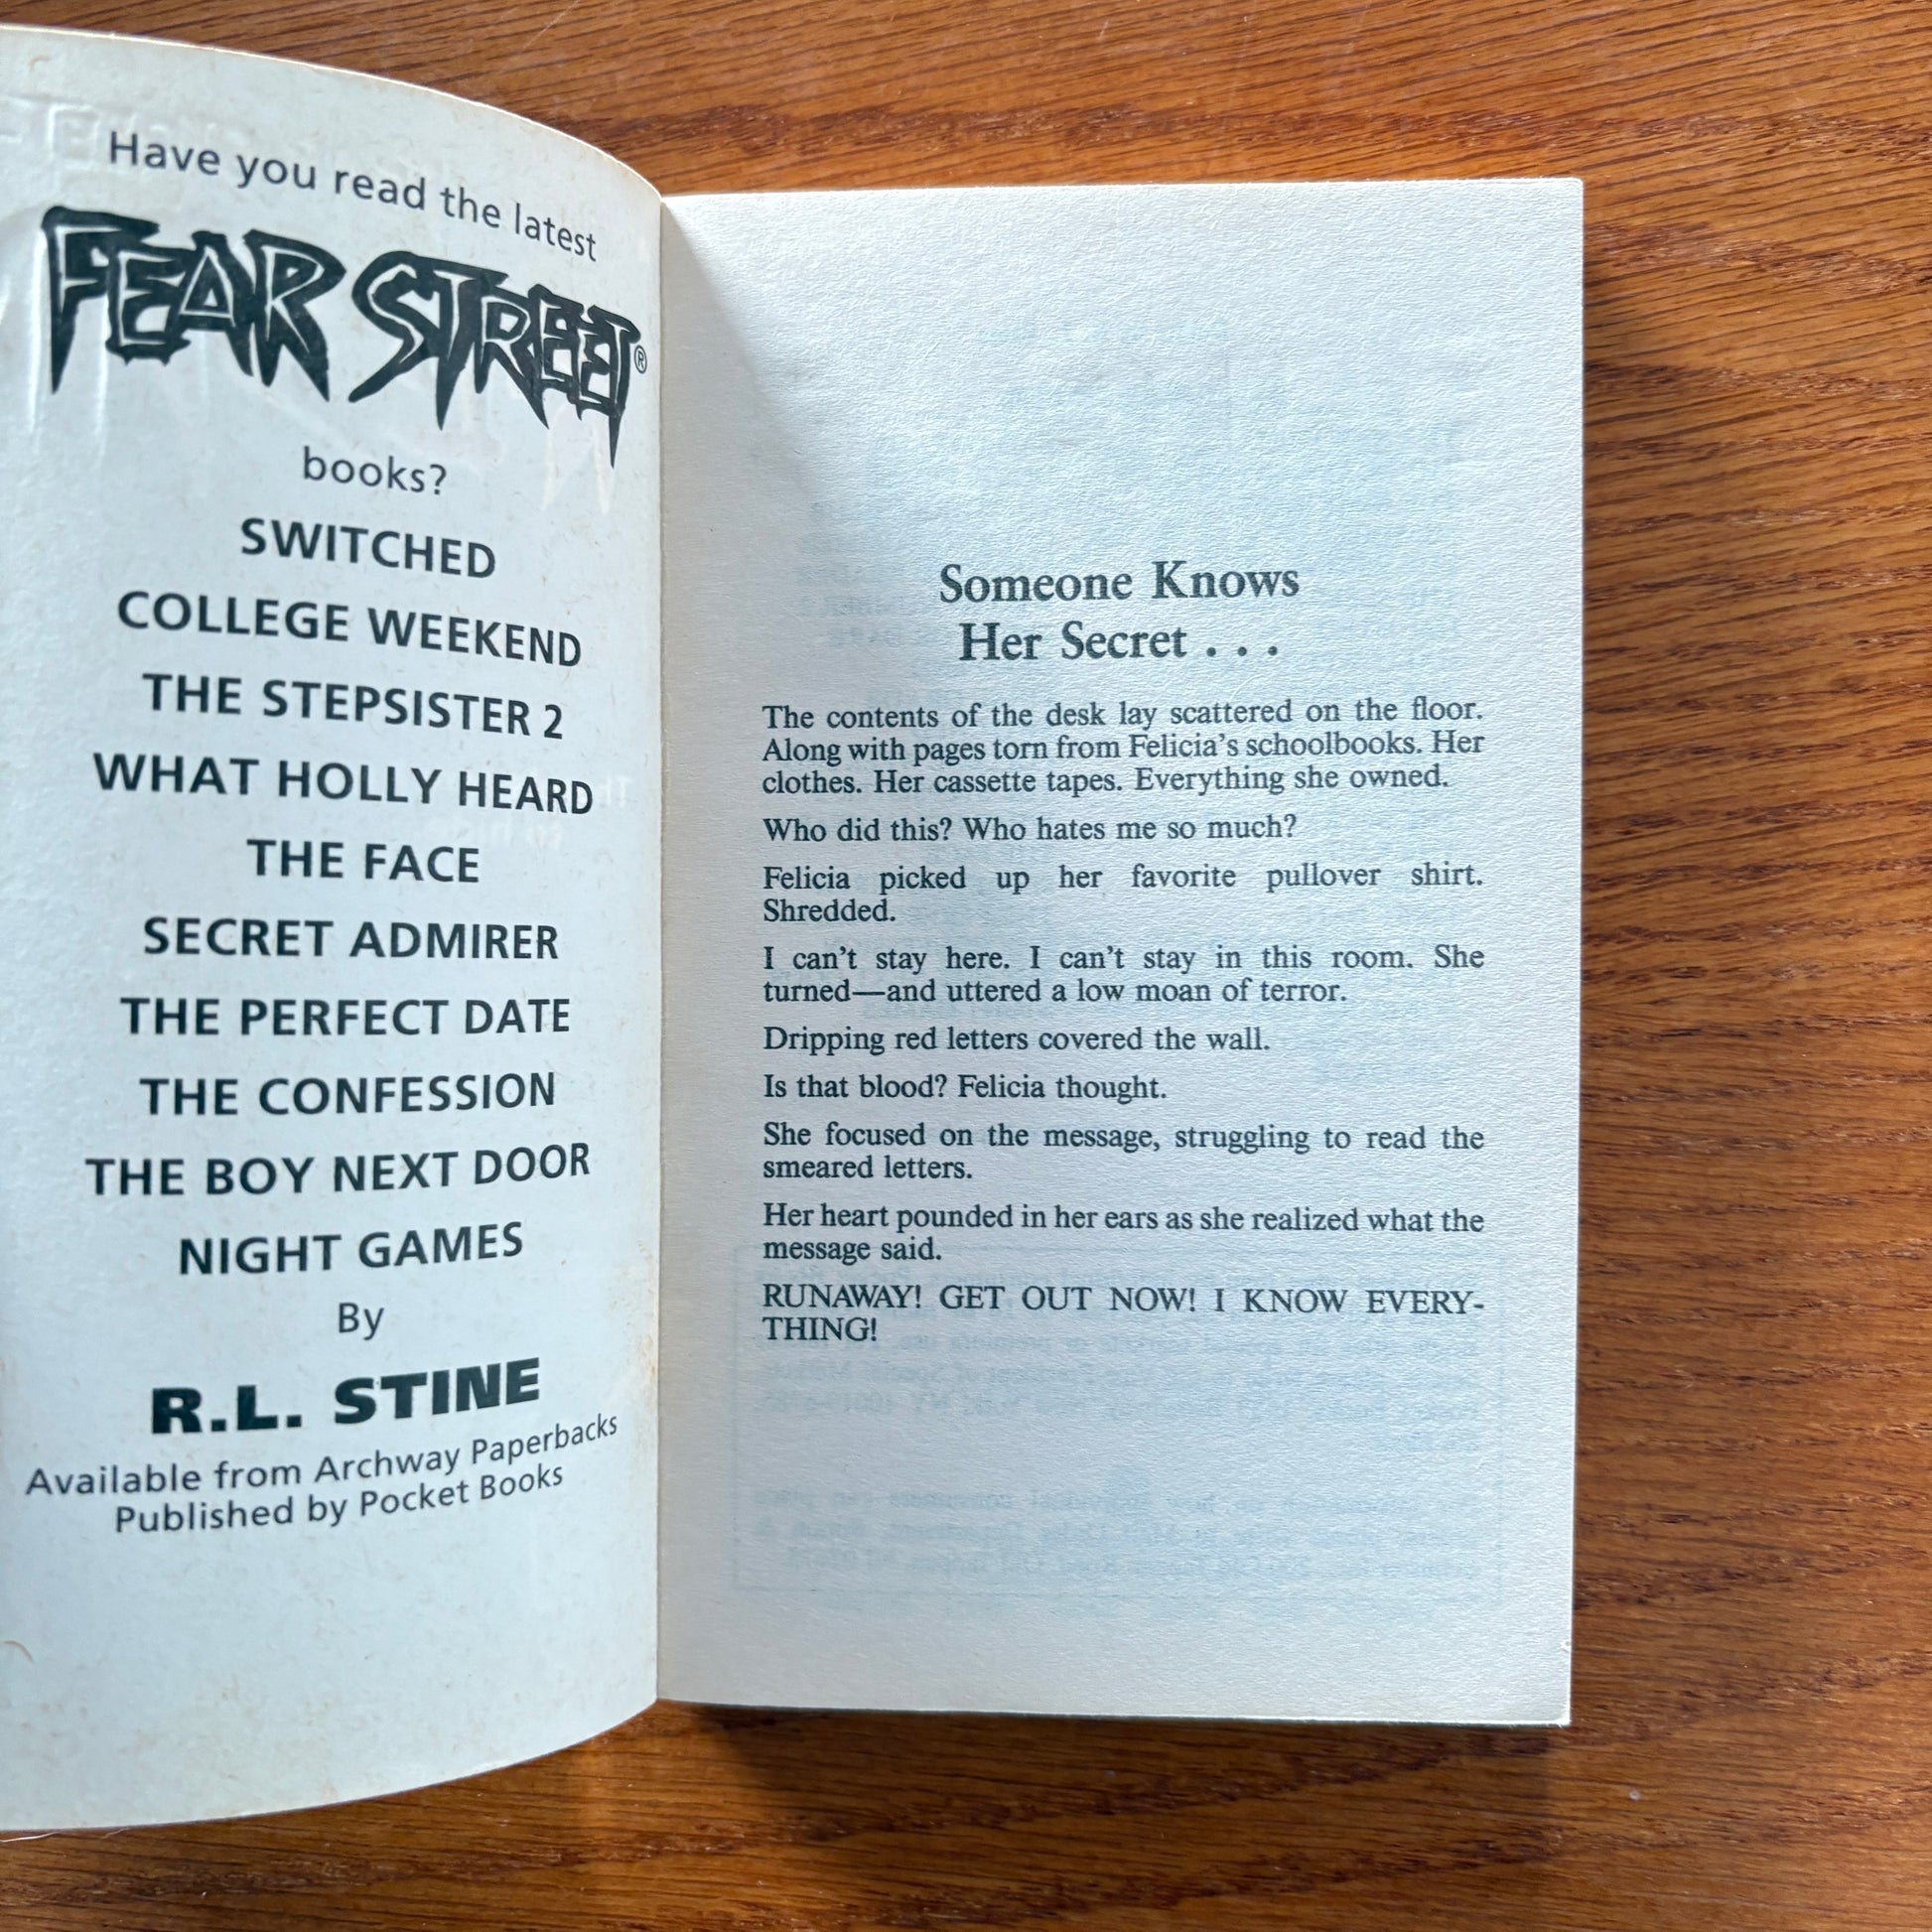 Have you read the latest
FEAR STREET®
books?
SWITCHED
COLLEGE WEEKEND
THE STEPSISTER 2
WHAT HOLLY HEARD
THE FACE
SECRET ADMIRER
THE PERFECT DATE
THE CONFESSION
THE BOY NEXT DOOR
NIGHT GAMES
By
R.L. STINE
Available from Archway Paperbacks
Published by Pocket Books
Someone Knows
Her Secret . . .
The contents of the desk lay scattered on the floor.
Along with pages torn from Felicia's schoolbooks. Her
clothes. Her cassette tapes. Everything she owned.
Who did this? Who hates me so much?
Felicia picked up her favorite pullover shirt.
Shredded.
I can't stay here. I can't stay in this room. She
turned—and uttered a low moan of terror.
Dripping red letters covered the wall.
Is that blood? Felicia thought.
She focused on the message, struggling to read the
smeared letters.
Her heart pounded in her ears as she realized what the
message said.
RUNAWAY! GET OUT NOW! I KNOW EVERY-
THING!